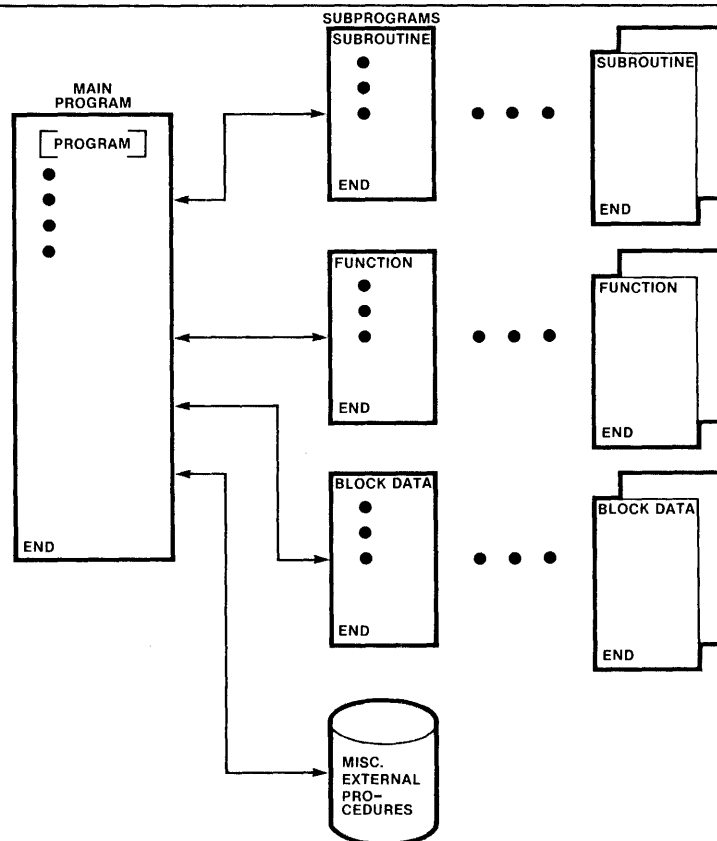 SUBPROGRAMS
SUBROUTINE
END
SUBROUTINE
END
MAIN
PROGRAM
[PROGRAM]
END
FUNCTION
END
FUNCTION
END
BLOCK DATA
END
BLOCK DATA
END
MISC.
EXTERNAL
PRO-
CEDURES